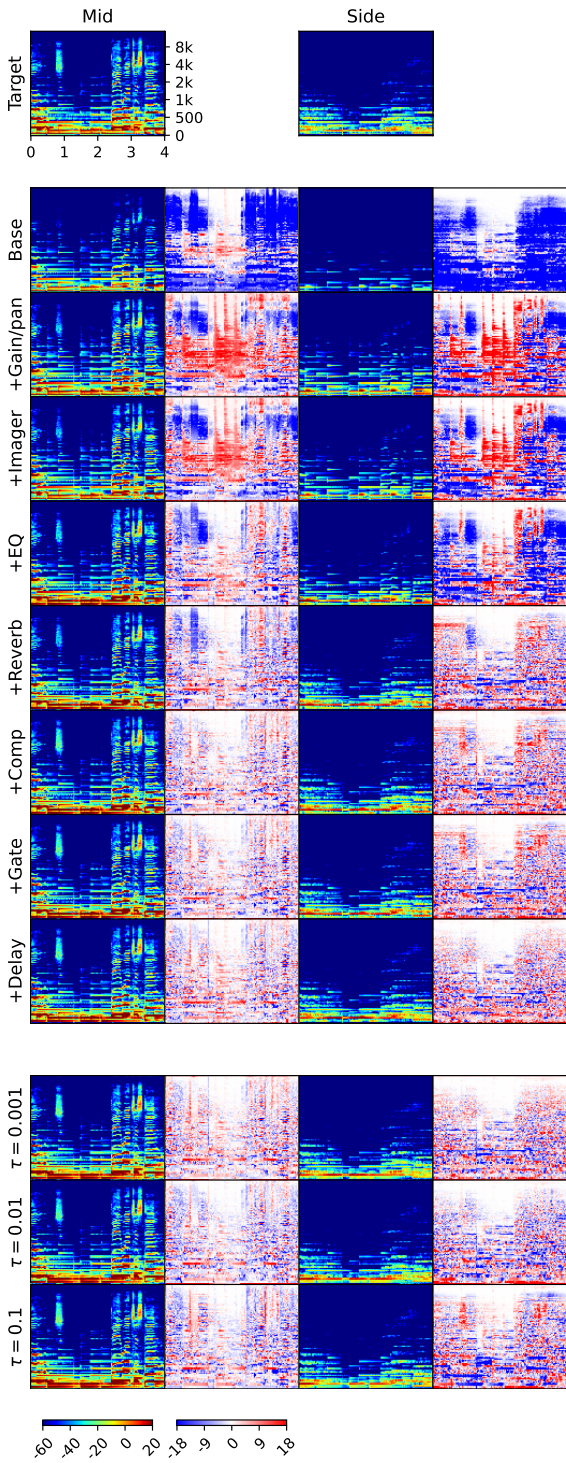 Mid Side
Target
8k
4k
2k
1k
500
0
0 1 2 3 4
Base
+Gain/pan
+Imager
+EQ
+Reverb
+Comp
+Gate
+Delay
τ = 0.001
τ = 0.01
τ = 0.1
-60 -40 -20 0 20 -18 -9 0 9 18